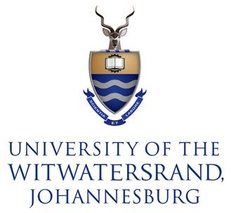 UNIVERSITY OF THE
WITWATERSRAND,
JOHANNESBURG